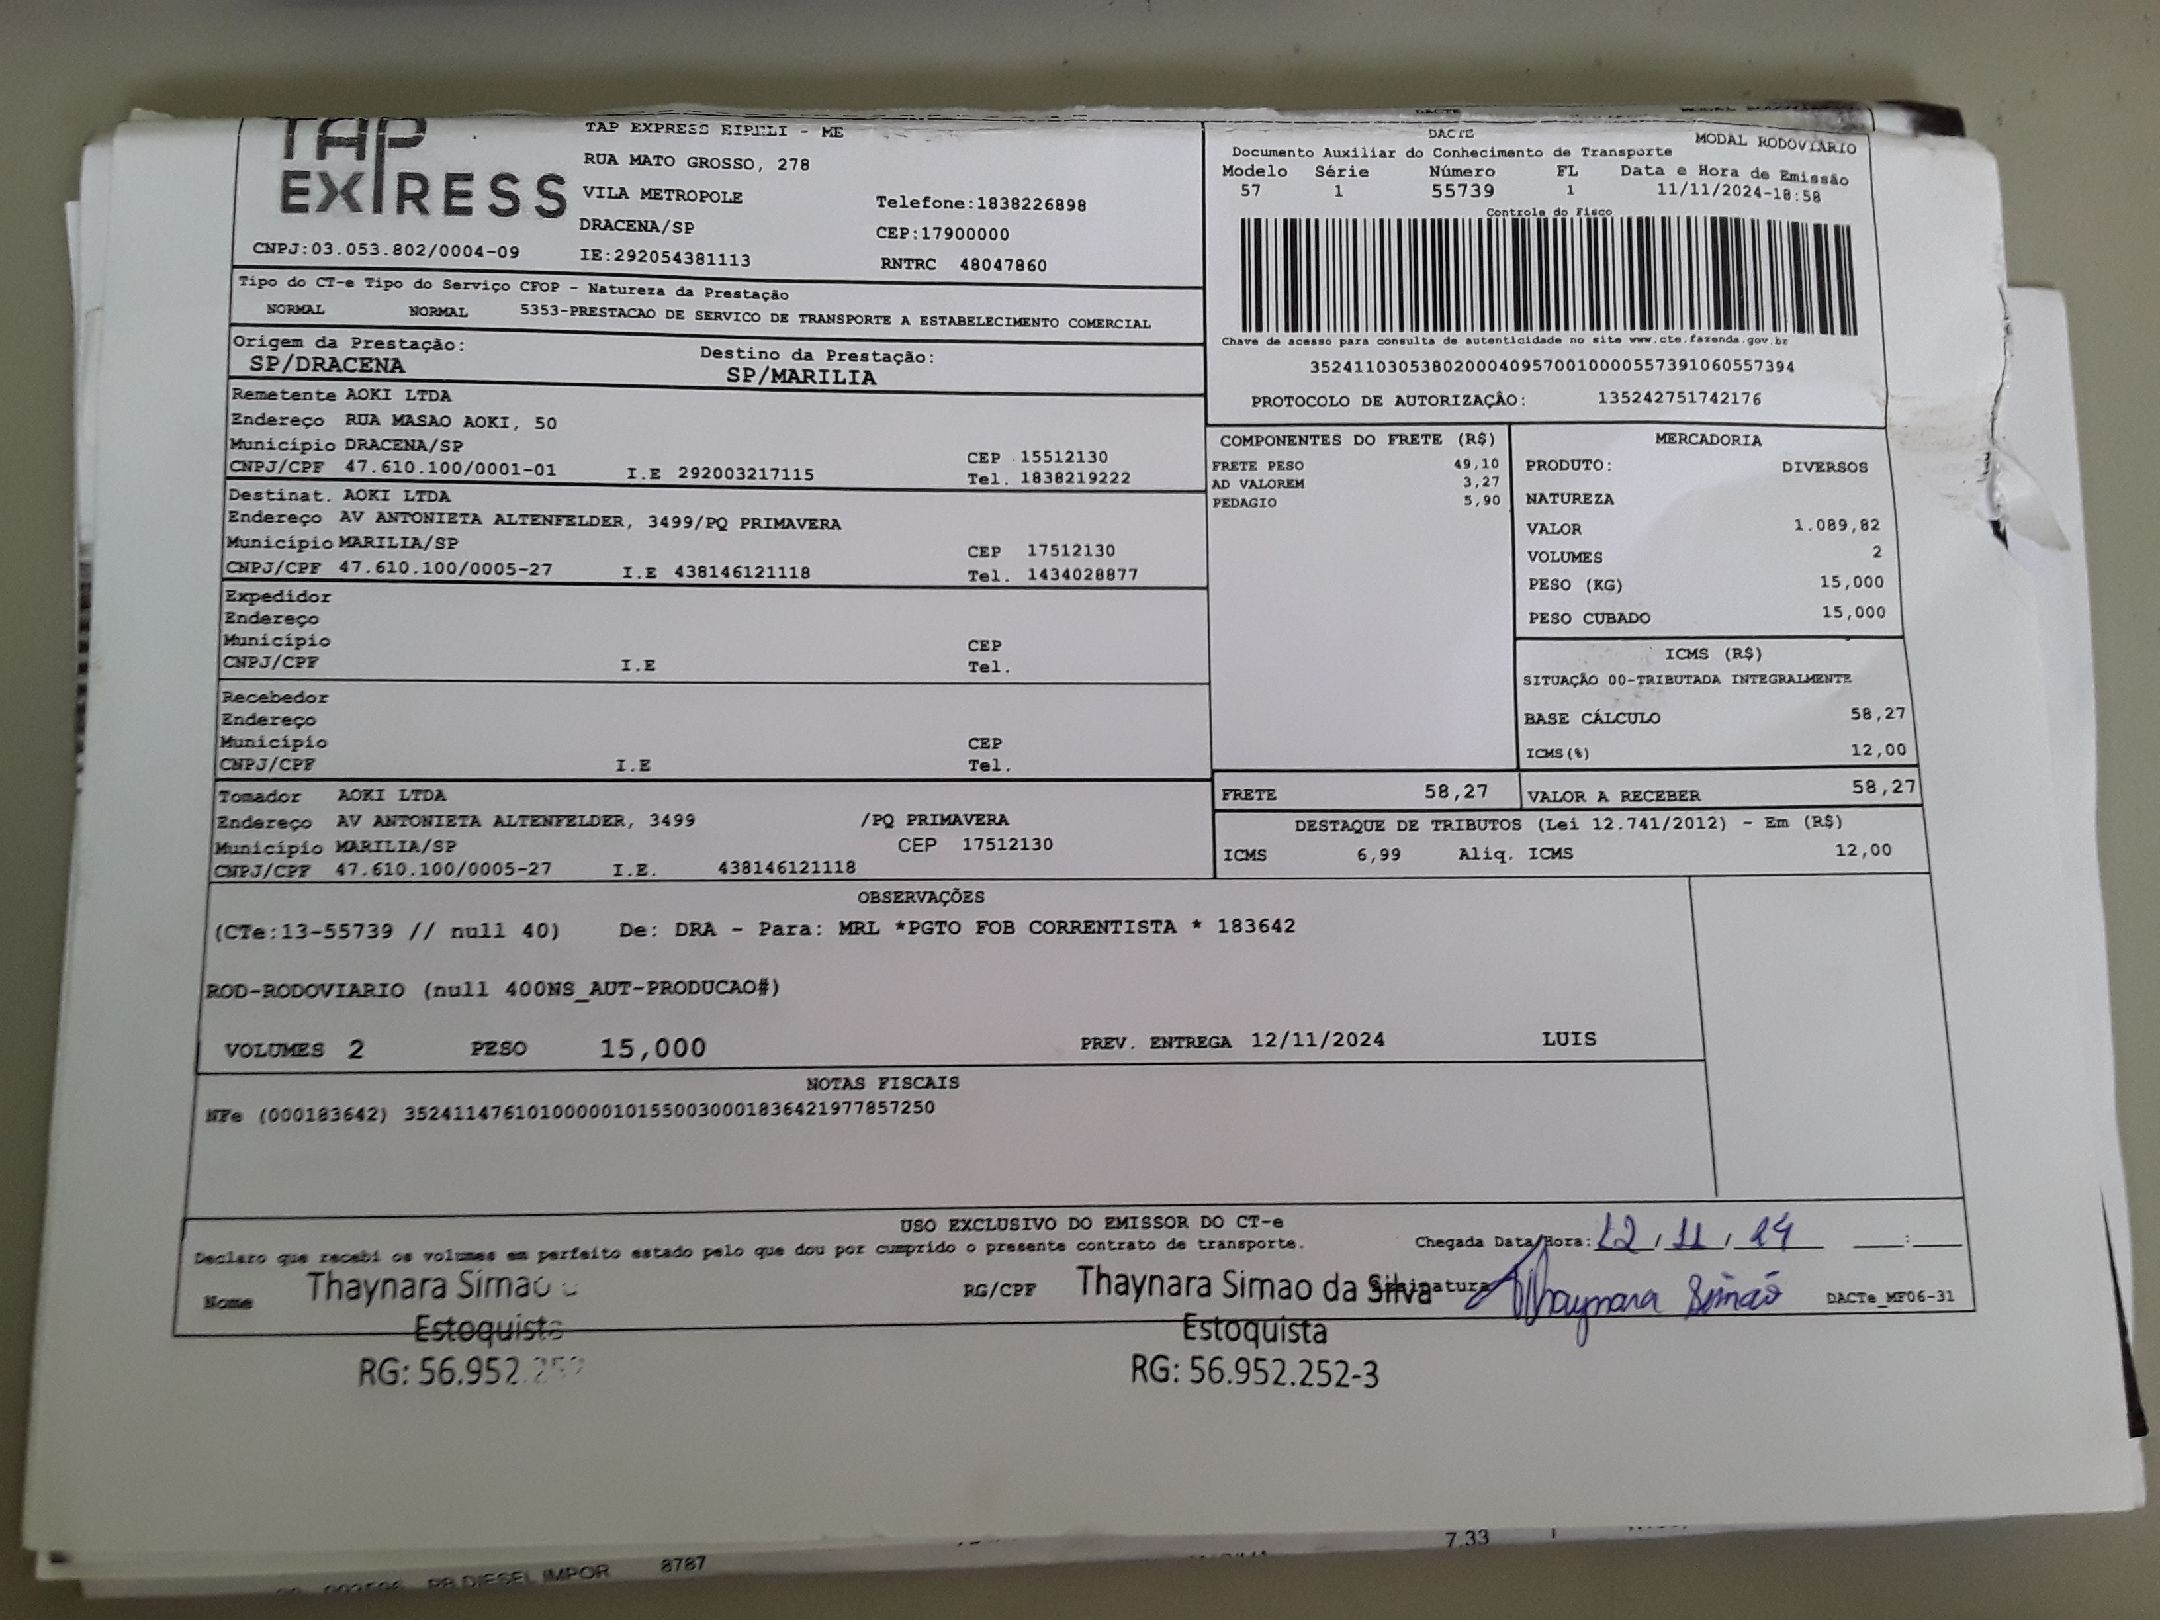 TAP
EXPRESS
CNPJ:03.053.802/0004-09
TAP EXPRESS EIRELI - ME
RUA MATO GROSSO, 278
VILA METROPOLE
DRACENA/SP
IE:292054381113
Telefone:1838226898
CEP:17900000
RNTRC 48047860
DACTE
MODAL RODOVIÁRIO
Documento Auxiliar do Conhecimento de Transporte
Modelo Série Número FL Data e Hora de Emissão
57 1 55739 1 11/11/2024-18:58
Controle do Fisco
Chave de acesso para consulta de autenticidade no site www.cte.fazenda.gov.br
35241103053802000409570010000557391060557394
PROTOCOLO DE AUTORIZAÇÃO: 135242751742176
Tipo do CT-e Tipo do Serviço CFOP - Natureza da Prestação
NORMAL NORMAL 5353-PRESTACAO DE SERVICO DE TRANSPORTE A ESTABELECIMENTO COMERCIAL
Origem da Prestação: Destino da Prestação:
SP/DRACENA SP/MARILIA
Remetente AOKI LTDA
Endereço RUA MASAO AOKI, 50
Município DRACENA/SP CEP 15512130
CNPJ/CPF 47.610.100/0001-01 I.E 292003217115 Tel. 1838219222
Destinat. AOKI LTDA
Endereço AV ANTONIETA ALTENFELDER, 3499/PQ PRIMAVERA
Município MARILIA/SP CEP 17512130
CNPJ/CPF 47.610.100/0005-27 I.E 438146121118 Tel. 1434028877
Expedidor
Endereço
Município CEP
CNPJ/CPF I.E Tel.
Recebedor
Endereço
Município CEP
CNPJ/CPF I.E Tel.
Tomador AOKI LTDA
Endereço AV ANTONIETA ALTENFELDER, 3499 /PQ PRIMAVERA
Município MARILIA/SP CEP 17512130
CNPJ/CPF 47.610.100/0005-27 I.E. 438146121118
COMPONENTES DO FRETE (R$)
FRETE PESO 49,10
AD VALOREM 3,27
PEDAGIO 5,90
MERCADORIA
PRODUTO: DIVERSOS
NATUREZA
VALOR 1.089,82
VOLUMES 2
PESO (KG) 15,000
PESO CUBADO 15,000
ICMS (R$)
SITUAÇÃO 00-TRIBUTADA INTEGRALMENTE
BASE CÁLCULO 58,27
ICMS(%) 12,00
FRETE 58,27 VALOR A RECEBER 58,27
DESTAQUE DE TRIBUTOS (Lei 12.741/2012) - Em (R$)
ICMS 6,99 Aliq. ICMS 12,00
OBSERVAÇÕES
(CTe:13-55739 // null 40) De: DRA - Para: MRL *PGTO FOB CORRENTISTA * 183642
ROD-RODOVIARIO (null 400NS_AUT-PRODUCAO#)
VOLUMES 2 PESO 15,000 PREV. ENTREGA 12/11/2024 LUIS
NOTAS FISCAIS
NFe (000183642) 35241147610100000101550030001836421977857250
USO EXCLUSIVO DO EMISSOR DO CT-e
Declaro que recebi os volumes em perfeito estado pelo que dou por cumprido o presente contrato de transporte. Chegada Data/Hora: 12 / 11 / 24 :
Nome Thaynara Simao RG/CPF Thaynara Simao da Silva Assinatura Thaynara Simão DACTe_MF06-31
Estoquista Estoquista
RG: 56.952.252 RG: 56.952.252-3
7.33
DIESEL IMPOR 8787